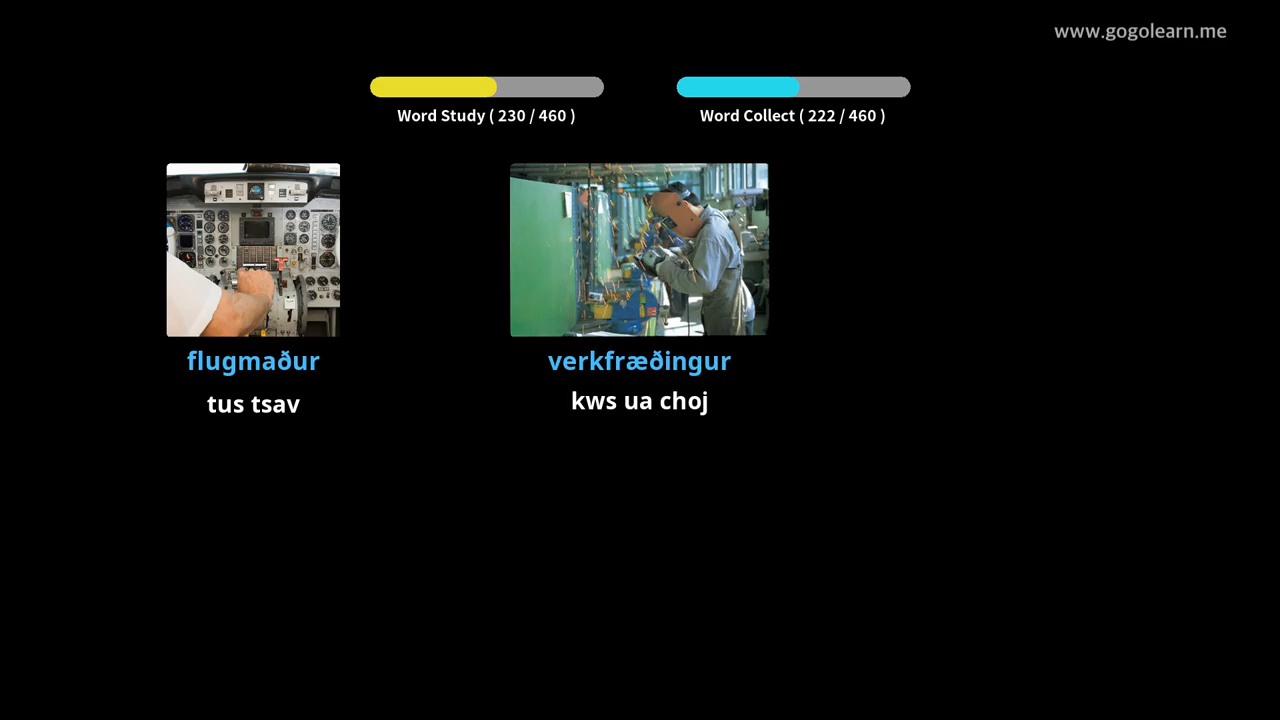 www.gogolearn.me
Word Study ( 230 / 460 )
Word Collect ( 222 / 460 )
flugmaður
verkfræðingur
tus tsav
kws ua choj